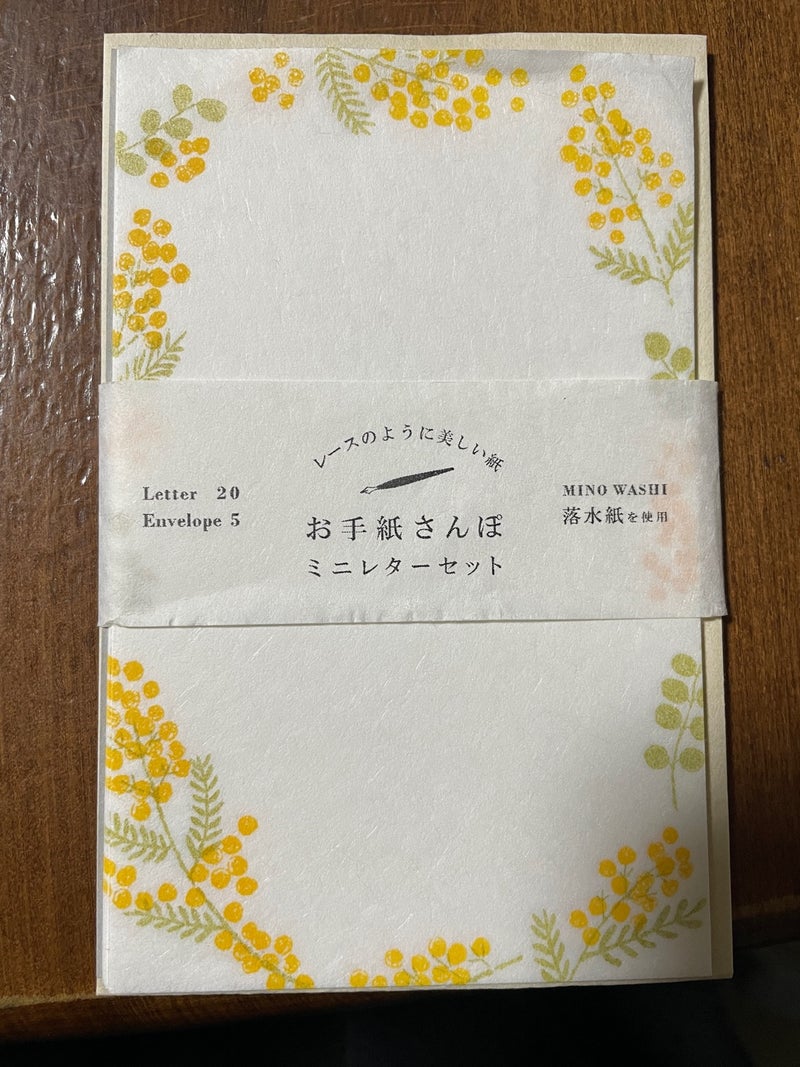 レースのように美しい紙
お手紙さんぽ
ミニレターセット
Letter 20
Envelope 5
MINO WASHI
落水紙を使用